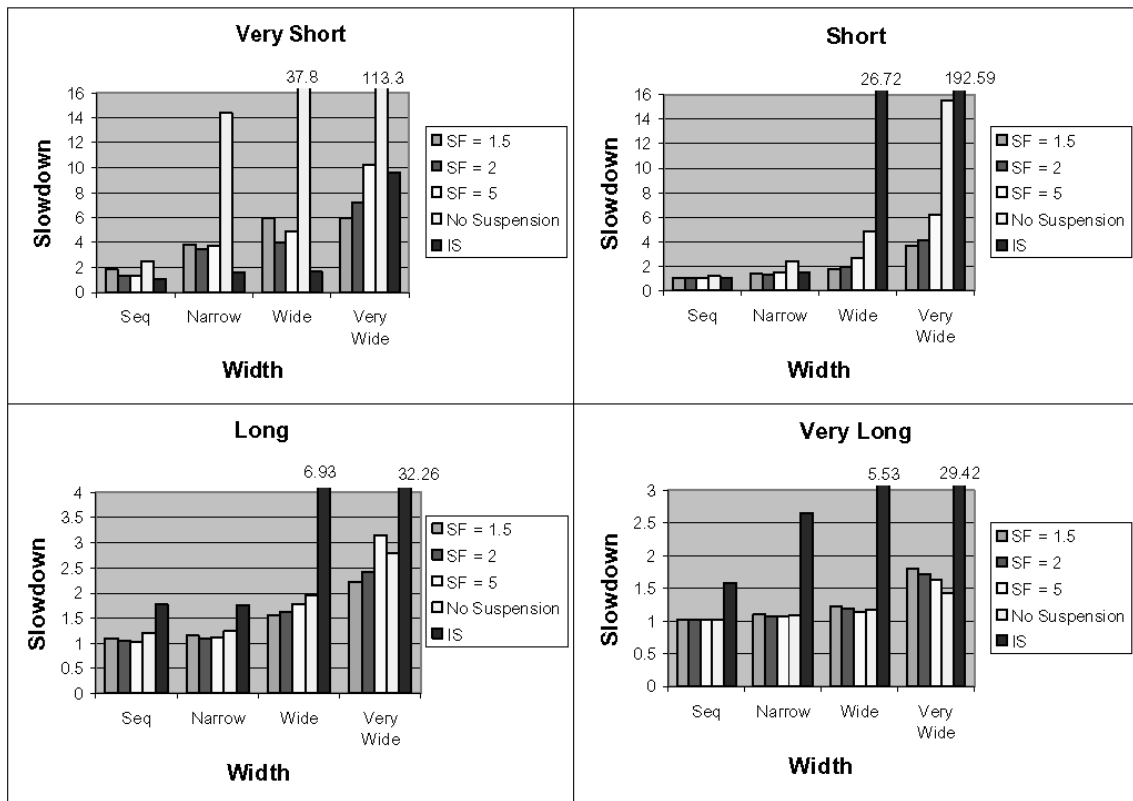 Very Short
37.8 113.3
16
14
12
10
8
6
4
2
0
Slowdown
Seq Narrow Wide Very Wide
Width
SF = 1.5
SF = 2
SF = 5
No Suspension
IS
Short
26.72 192.59
16
14
12
10
8
6
4
2
0
Slowdown
Seq Narrow Wide Very Wide
Width
SF = 1.5
SF = 2
SF = 5
No Suspension
IS
Long
6.93 32.26
4
3.5
3
2.5
2
1.5
1
0.5
0
Slowdown
Seq Narrow Wide Very Wide
Width
SF = 1.5
SF = 2
SF = 5
No Suspension
IS
Very Long
5.53 29.42
3
2.5
2
1.5
1
0.5
0
Slowdown
Seq Narrow Wide Very Wide
Width
SF = 1.5
SF = 2
SF = 5
No Suspension
IS